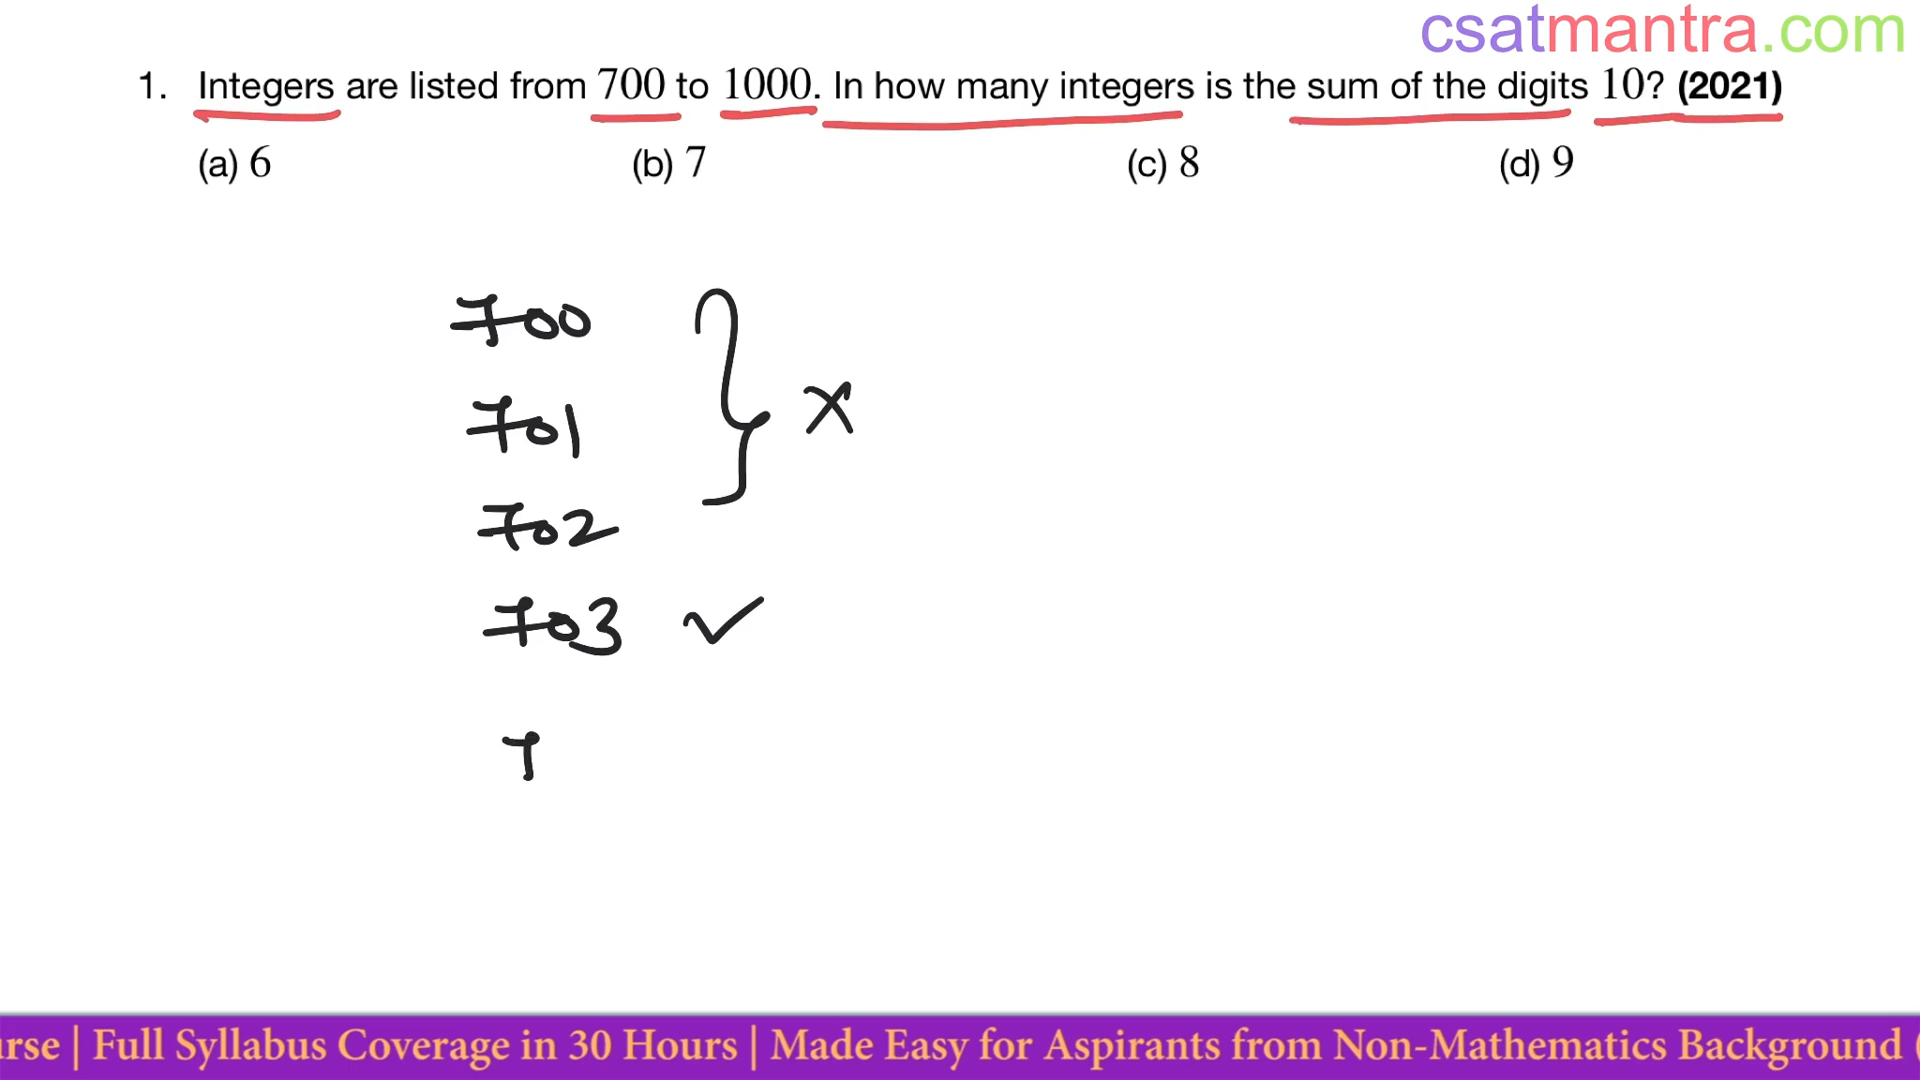 csatmantra.com
1. Integers are listed from 700 to 1000. In how many integers is the sum of the digits 10? (2021)
(a) 6 (b) 7 (c) 8 (d) 9
700
701
702
703
7
urse | Full Syllabus Coverage in 30 Hours | Made Easy for Aspirants from Non-Mathematics Background (